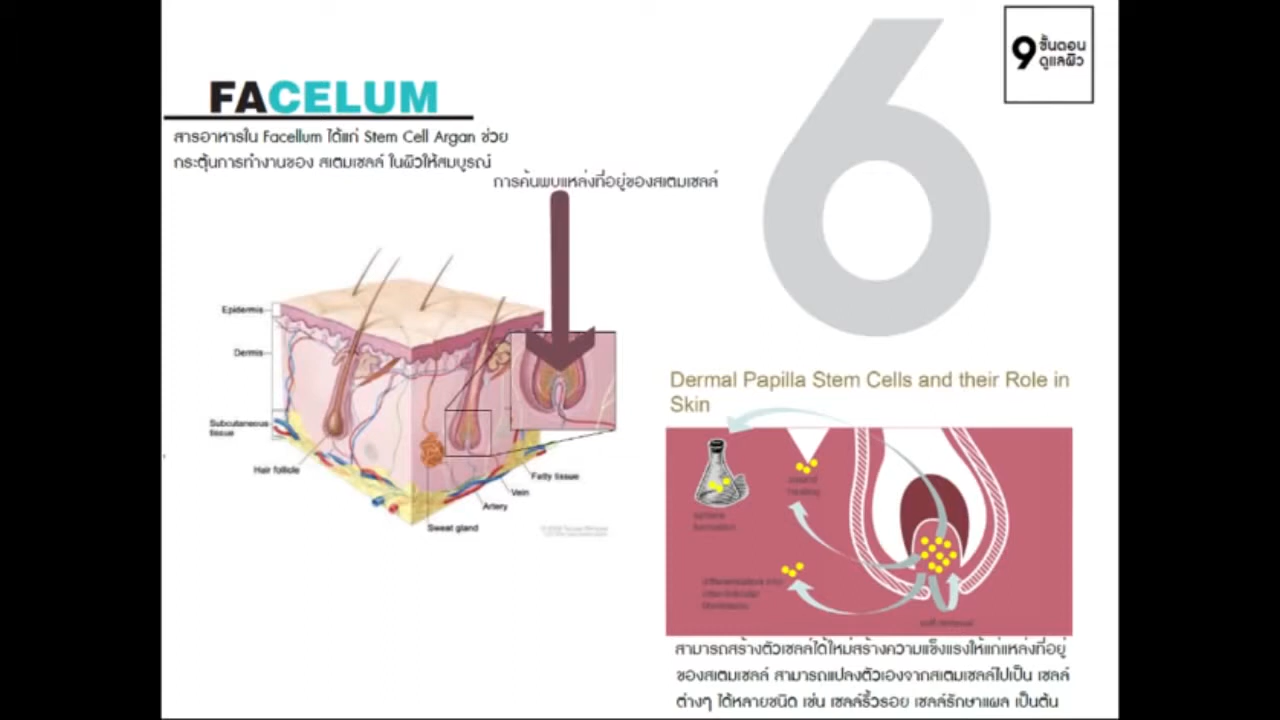 FACELUM
สารอาหารใน Facellum ได้แก่ Stem Cell Argan ช่วย
กระตุ้นการทำงานของ สเตมเซลล์ ในผิวให้สมบูรณ์
การค้นพบแหล่งที่อยู่ของสเตมเซลล์
Epidermis
Dermis
Subcutaneous
tissue
Hair follicle
Sweat gland
Artery
Vein
Fatty tissue
6
9 ขั้นตอน
ดูแลผิว
Dermal Papilla Stem Cells and their Role in
Skin
wound
healing
sphere
formation
differentiation into
interfollicular
fibroblasts
self renewal
สามารถสร้างตัวเซลล์ได้ใหม่สร้างความแข็งแรงให้แก่แหล่งที่อยู่
ของสเตมเซลล์ สามารถแปลงตัวเองจากสเตมเซลล์ไปเป็น เซลล์
ต่างๆ ได้หลายชนิด เช่น เซลล์ริ้วรอย เซลล์รักษาแผล เป็นต้น